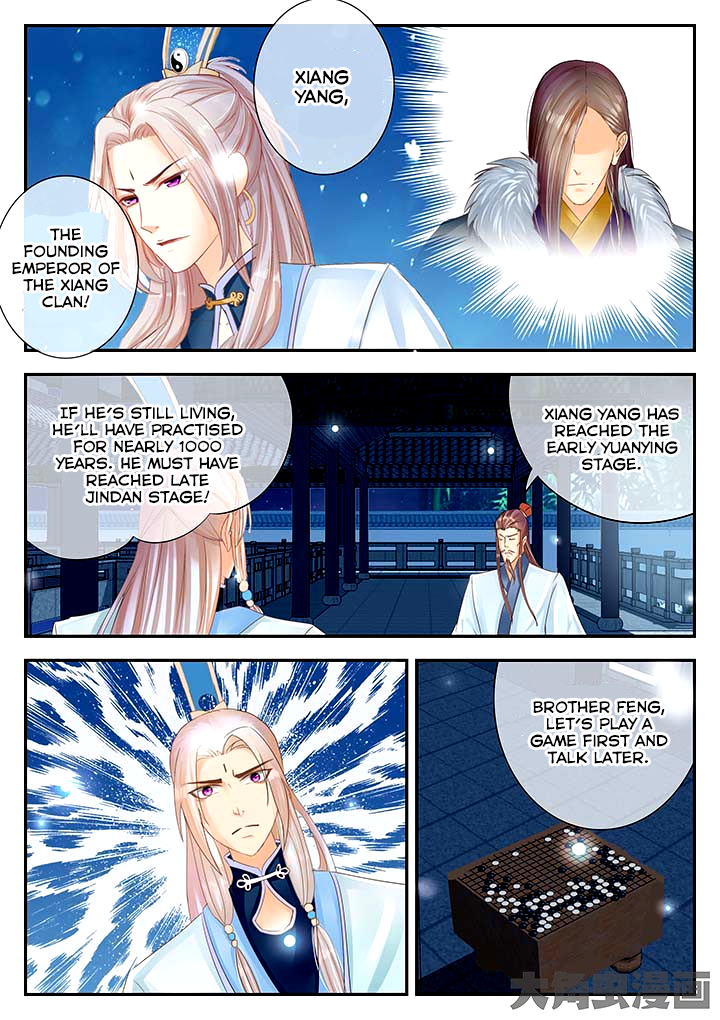 XIANG
YANG,
THE
FOUNDING
EMPEROR OF
THE XIANG
CLAN!
IF HE'S STILL LIVING,
HE'LL HAVE PRACTISED
FOR NEARLY 1000
YEARS. HE MUST HAVE
REACHED LATE
JINDAN STAGE!
XIANG YANG HAS
REACHED THE
EARLY YUANYING
STAGE.
BROTHER FENG,
LET'S PLAY A
GAME FIRST AND
TALK LATER.
大角虫漫画